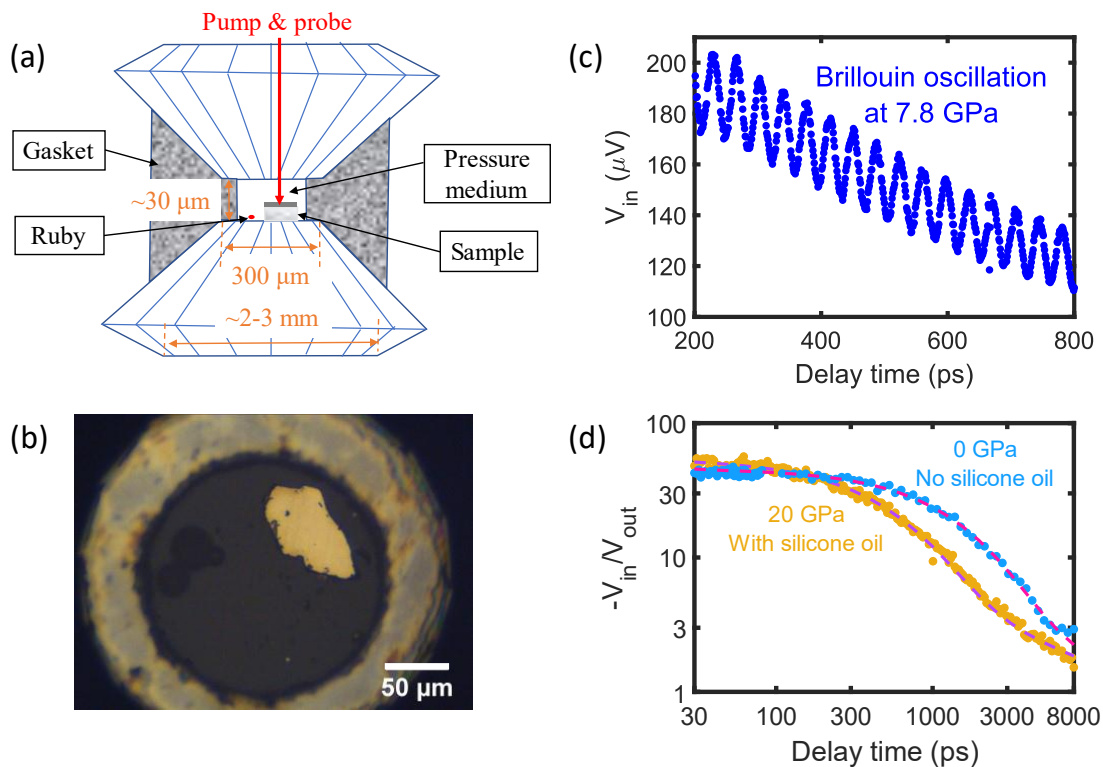 (a)
Pump & probe
Gasket
~30 μm
Ruby
Pressure
medium
Sample
300 μm
~2-3 mm
(b)
50 μm
(c)
Brillouin oscillation
at 7.8 GPa
V_in (μV)
200
180
160
140
120
100
200
400
600
800
Delay time (ps)
(d)
0 GPa
No silicone oil
20 GPa
With silicone oil
-V_in/V_out
100
30
10
3
1
30
100
300
1000
3000
8000
Delay time (ps)